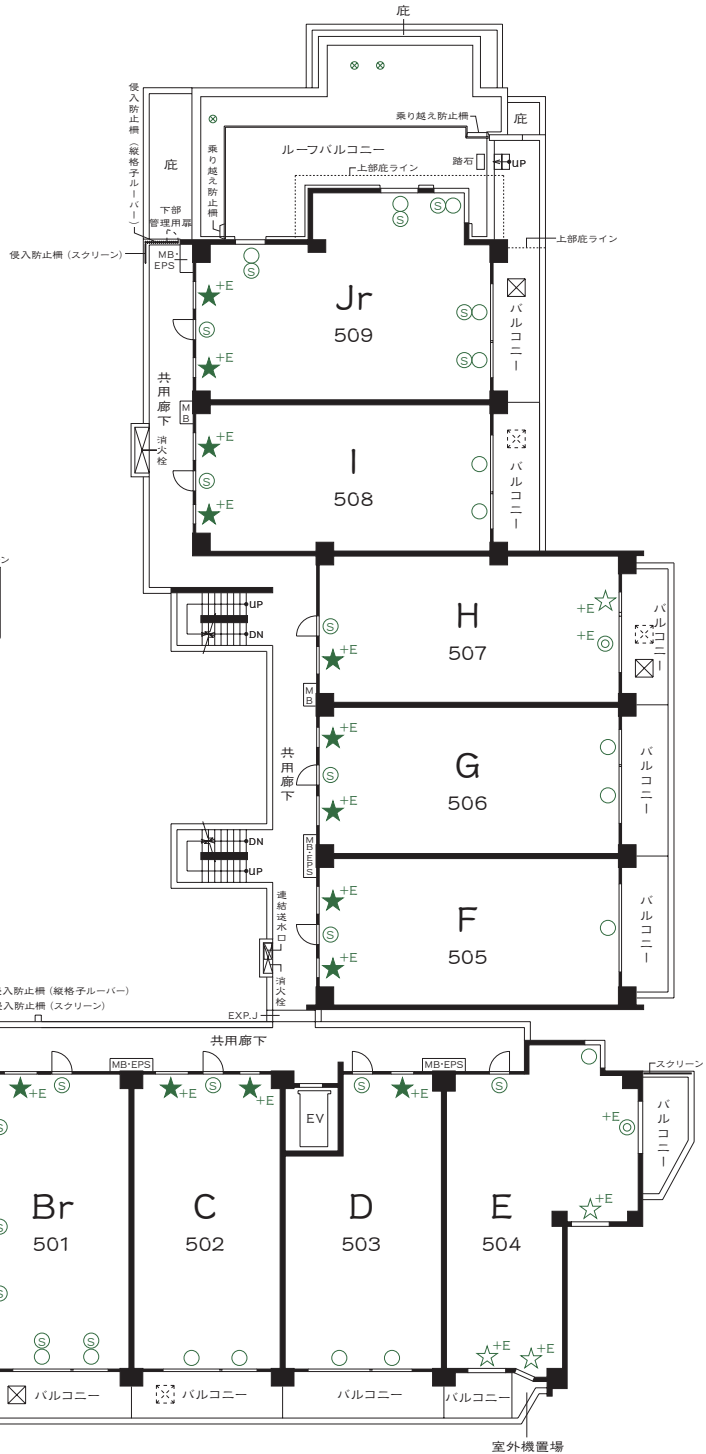 庇
侵入防止柵（縦格子ルーバー）
庇
乗り越え防止柵
庇
ルーフバルコニー
踏石
UP
上部庇ライン
乗り越え防止柵
下部
管理用扉
侵入防止柵（スクリーン）
MB・
EPS
上部庇ライン
S
S
S
+E
Jr
509
S
S
S
+E
バルコニー
共用廊下
MB
消火栓
+E
I
508
S
+E
バルコニー
ン
UP
DN
H
507
S
+E
+E
+E
バルコニー
MB
共用廊下
+E
G
506
S
+E
バルコニー
DN
UP
MB・EPS
+E
F
505
S
+E
バルコニー
連結送水口
消火栓
侵入防止柵（縦格子ルーバー）
侵入防止柵（スクリーン）
EXP.J
共用廊下
MB・EPS
MB・EPS
スクリーン
+E
S
S
+E
S
+E
S
EV
+E
バルコニー
S
Br
501
C
502
D
503
E
504
+E
S
S
S
S
+E
+E
バルコニー
バルコニー
バルコニー
バルコニー
室外機置場